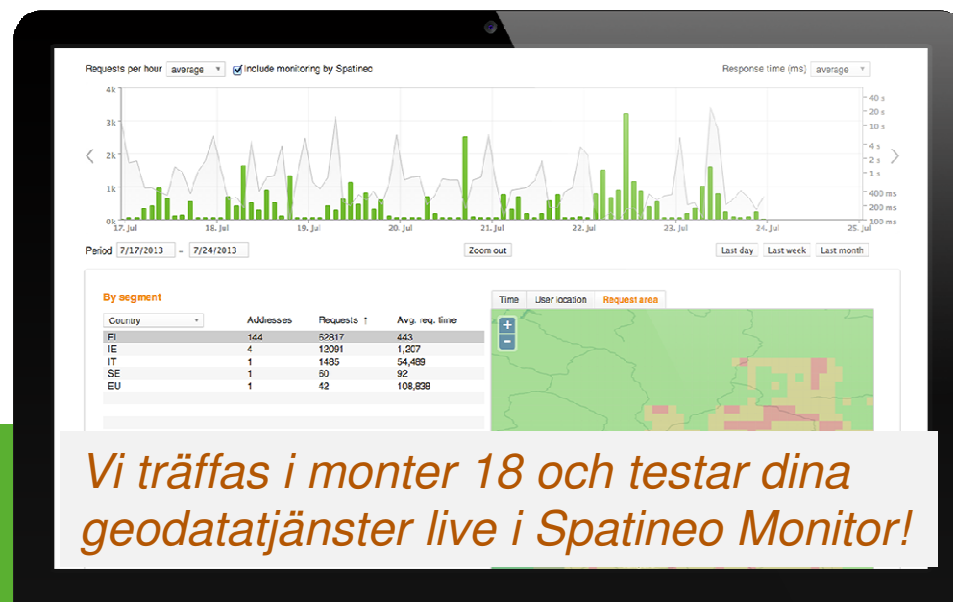 Requests per hour average Include monitoring by Spatineo Response time (ms) average
4k 40 s
20 s
3k 10 s
4 s
2k 2 s
1 s
1k 400 ms
200 ms
0k 100 ms
17. Jul 18. Jul 19. Jul 20. Jul 21. Jul 22. Jul 23. Jul 24. Jul 25. Jul
Period 7/17/2013 - 7/24/2013 Zoom out Last day Last week Last month
By segment
Time User location Request area
Country Addresses Requests ↑ Avg. req. time
FI 144 62817 443
IE 4 12091 1,207
IT 1 1485 54,489
SE 1 60 92
EU 1 42 108,838
+
-
Vi träffas i monter 18 och testar dina
geodatatjänster live i Spatineo Monitor!